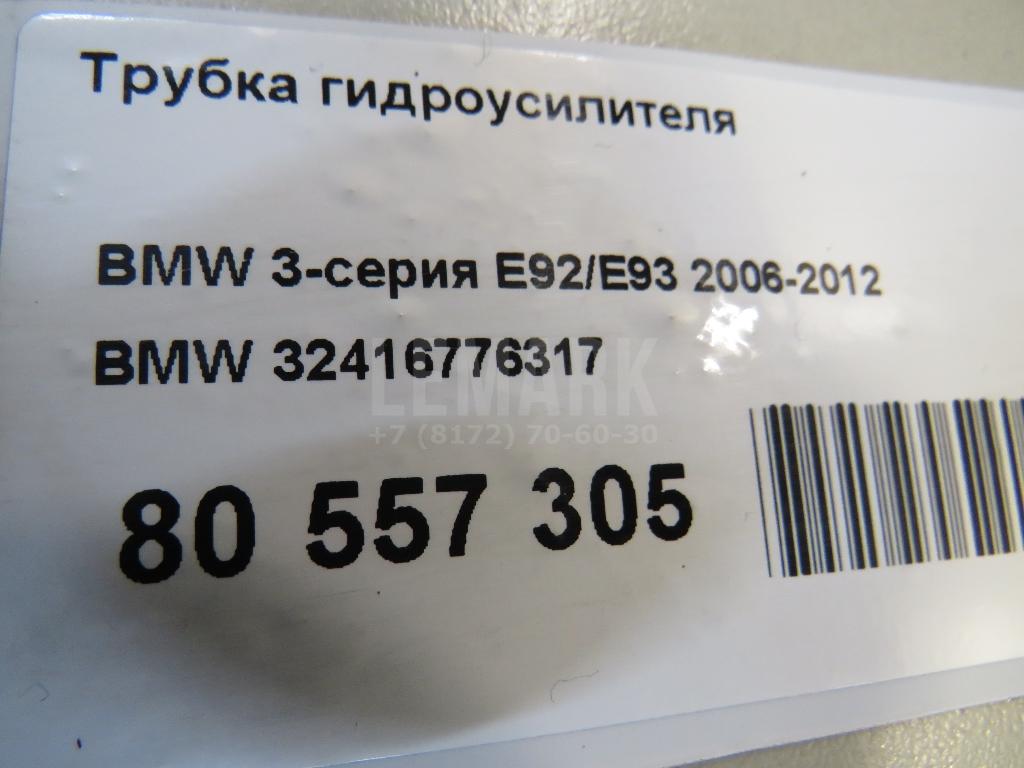 Трубка гидроусилителя
BMW 3-серия E92/E93 2006-2012
BMW 32416776317
LEMARK
+7 (8172) 70-60-30
80 557 305